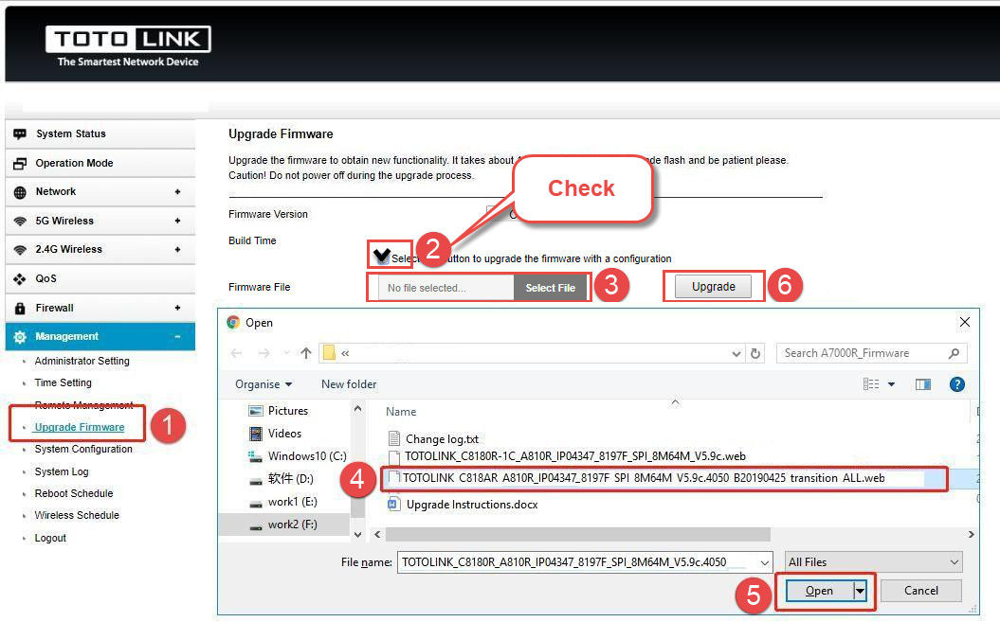 TOTO LINK
The Smartest Network Device
System Status
Operation Mode
Network +
5G Wireless +
2.4G Wireless +
QoS
Firewall +
Management −
Administrator Setting
Time Setting
Remote Management
Upgrade Firmware
System Configuration
System Log
Reboot Schedule
Wireless Schedule
Logout
1
Upgrade Firmware
Upgrade the firmware to obtain new functionality. It takes about de flash and be patient please.
Caution! Do not power off during the upgrade process.
Check
Firmware Version
Build Time
2
Select button to upgrade the firmware with a configuration
Firmware File No file selected... Select File 3 Upgrade 6
Open
«
Search A7000R_Firmware
Organise New folder
?
Pictures
Videos
Windows10 (C:)
软件 (D:)
work1 (E:)
work2 (F:)
Name
Change log.txt
TOTOLINK_C8180R-1C_A810R_IP04347_8197F_SPI_8M64M_V5.9c.web
4
TOTOLINK_C818AR_A810R_IP04347_8197F_SPI_8M64M_V5.9c.4050_B20190425_transition_ALL.web
Upgrade Instructions.docx
File name: TOTOLINK_C8180R_A810R_IP04347_8197F_SPI_8M64M_V5.9c.4050 All Files
5
Open Cancel